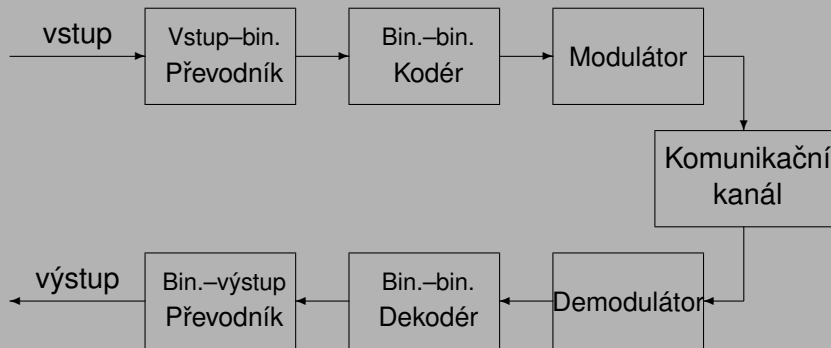 vstup
Vstup–bin.
Převodník
Bin.–bin.
Kodér
Modulátor
Komunikační
kanál
výstup
Bin.–výstup
Převodník
Bin.–bin.
Dekodér
Demodulátor